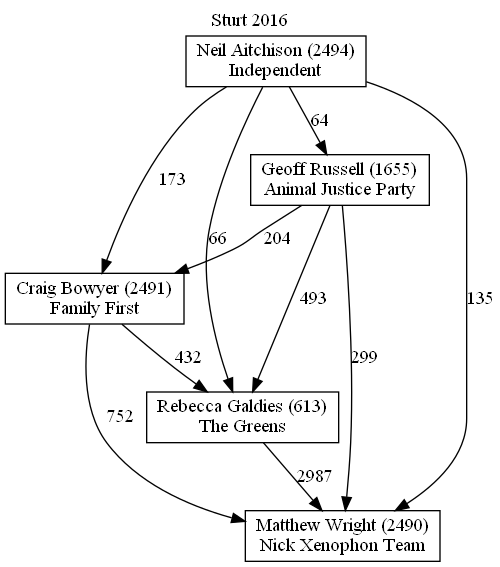 Sturt 2016
Neil Aitchison (2494)
Independent
64
Geoff Russell (1655)
Animal Justice Party
173
66
204
Craig Bowyer (2491)
Family First
493
135
299
432
Rebecca Galdies (613)
The Greens
752
2987
Matthew Wright (2490)
Nick Xenophon Team